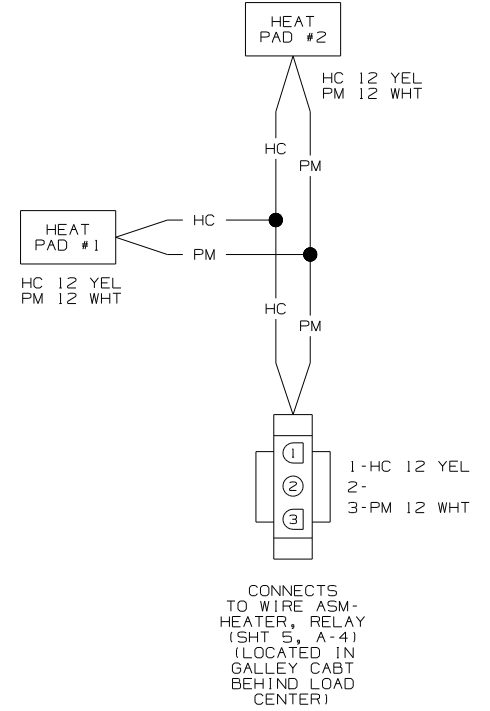 HEAT
PAD #2
HC 12 YEL
PM 12 WHT
HC
PM
HC
HEAT
PAD #1
PM
HC 12 YEL
PM 12 WHT
HC
PM
1
1-HC 12 YEL
2
2-
3
3-PM 12 WHT
CONNECTS
TO WIRE ASM-
HEATER, RELAY
(SHT 5, A-4)
(LOCATED IN
GALLEY CABT
BEHIND LOAD
CENTER)